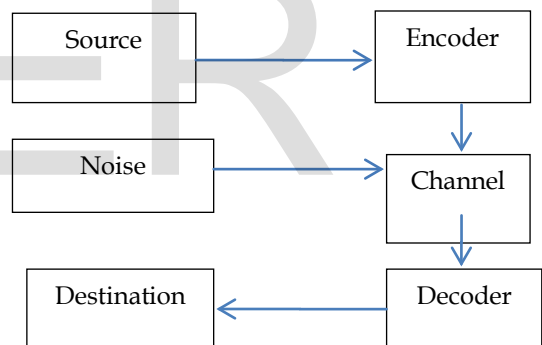 Source
Encoder
Noise
Channel
Destination
Decoder